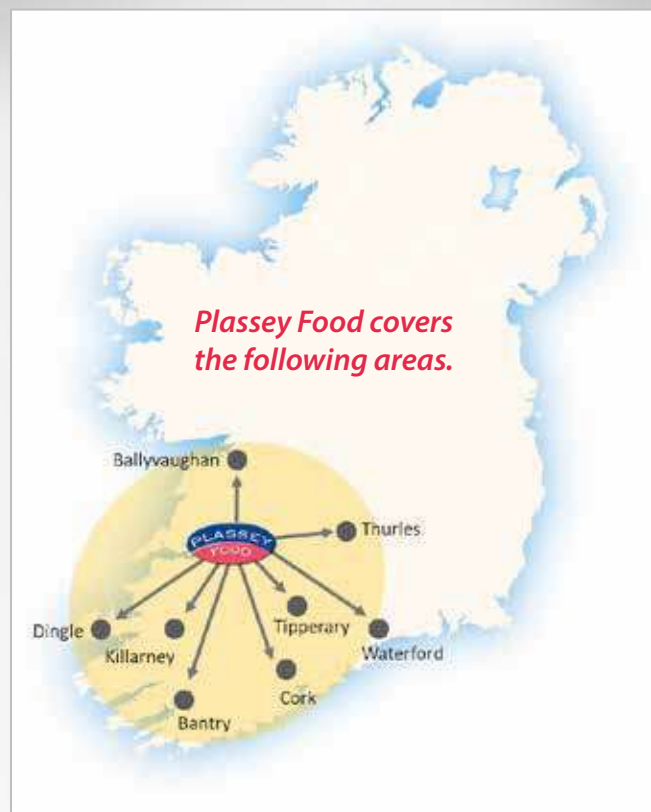 Plassey Food covers
the following areas.
Ballyvaughan
PLASSEY
FOOD
Thurles
Dingle
Killarney
Tipperary
Waterford
Cork
Bantry